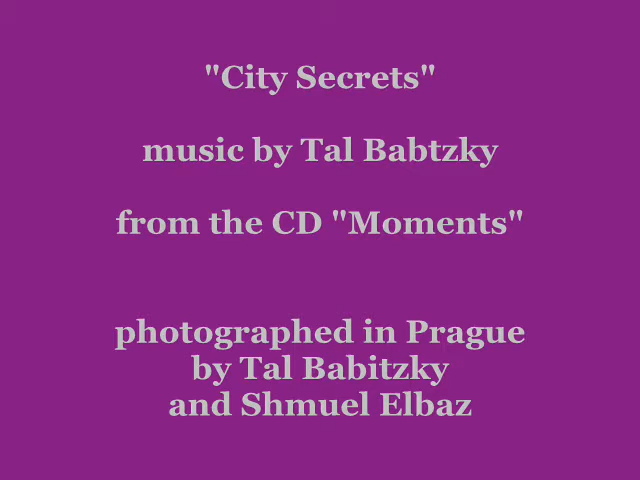 "City Secrets"
music by Tal Babtzky
from the CD "Moments"
photographed in Prague
by Tal Babitzky
and Shmuel Elbaz